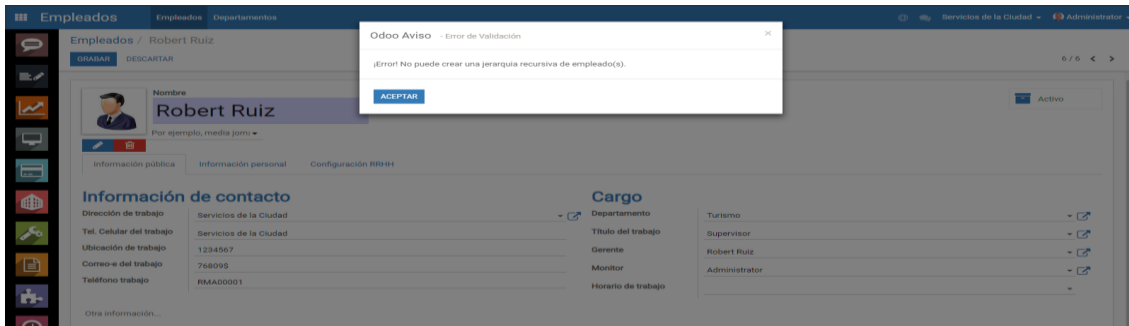 Empleados Empleados Departamentos Servicios de la Ciudad Administrator
Empleados / Robert Ruiz
GRABAR DESCARTAR 6 / 6
Odoo Aviso - Error de Validación ×
¡Error! No puede crear una jerarquia recursiva de empleado(s).
ACEPTAR
Nombre
Robert Ruiz
Por ejemplo, media jorni
Activo
Información pública Información personal Configuración RRHH
Información de contacto Cargo
Dirección de trabajo Servicios de la Ciudad Departamento Turismo
Tel. Celular del trabajo Servicios de la Ciudad Título del trabajo Supervisor
Ubicación de trabajo 1234567 Gerente Robert Ruiz
Correo-e del trabajo 768098 Monitor Administrator
Teléfono trabajo RMA00001 Horario de trabajo
Otra información...